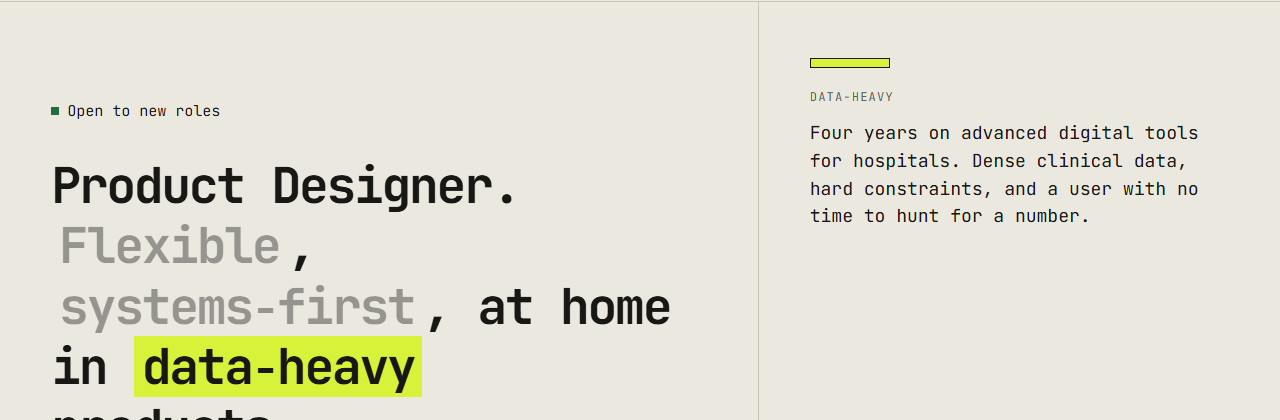 Open to new roles
Product Designer.
Flexible,
systems-first, at home
in data-heavy
products.
DATA-HEAVY
Four years on advanced digital tools
for hospitals. Dense clinical data,
hard constraints, and a user with no
time to hunt for a number.